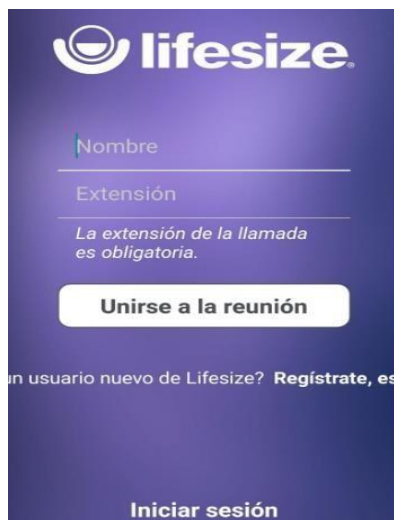 lifesize
Nombre
Extensión
La extensión de la llamada
es obligatoria.
Unirse a la reunión
un usuario nuevo de Lifesize? Regístrate, es
Iniciar sesión